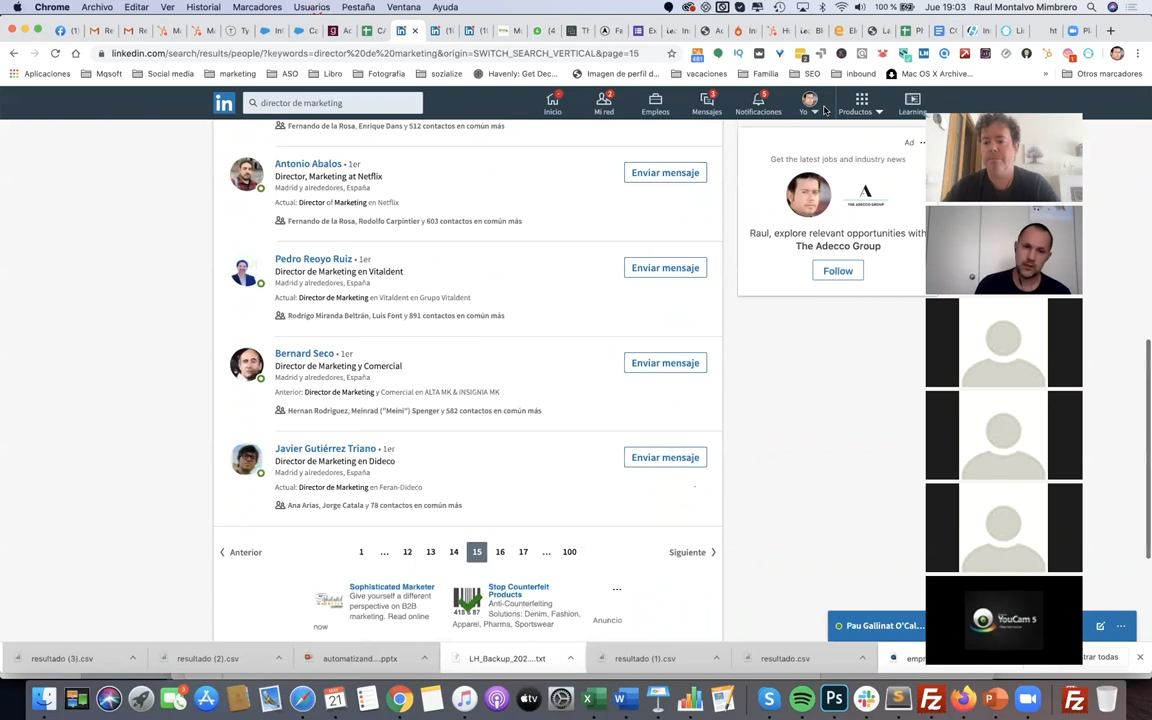 Chrome Archivo Editar Ver Historial Marcadores Usuarios Pestaña Ventana Ayuda 100 % Jue 19:03 Raul Montalvo Mimbrero
linkedin.com/search/results/people/?keywords=director%20de%20marketing&origin=SWITCH_SEARCH_VERTICAL&page=15
Aplicaciones Mqsoft Social media marketing ASO Libro Fotografia sozialize Havenly: Get Dec... Imagen de perfil d... vacaciones Familia SEO inbound Mac OS X Archive... » Otros marcadores
in director de marketing
Inicio Mi red Empleos Mensajes Notificaciones Yo Productos Learning
Fernando de la Rosa, Enrique Dans y 512 contactos en común más
Antonio Abalos • 1er
Director, Marketing at Netflix
Madrid y alrededores, España
Actual: Director of Marketing en Netflix
Fernando de la Rosa, Rodolfo Carpintier y 603 contactos en común más
Enviar mensaje
Pedro Reoyo Ruiz • 1er
Director de Marketing en Vitaldent
Madrid y alrededores, España
Actual: Director de Marketing en Vitaldent en Grupo Vitaldent
Rodrigo Miranda Beltrán, Luis Font y 891 contactos en común más
Enviar mensaje
Bernard Seco • 1er
Director de Marketing y Comercial
Madrid y alrededores, España
Anterior: Director de Marketing y Comercial en ALTA MK & INSIGNIA MK
Hernan Rodriguez, Meinrad ("Meini") Spenger y 582 contactos en común más
Enviar mensaje
Javier Gutiérrez Triano • 1er
Director de Marketing en Dideco
Madrid y alrededores, España
Actual: Director de Marketing en Feran-Dideco
Ana Arias, Jorge Catala y 78 contactos en común más
Enviar mensaje
Anterior 1 ... 12 13 14 15 16 17 ... 100 Siguiente
Sophisticated Marketer
Give yourself a different
perspective on B2B
marketing. Read online
now
Stop Counterfeit
Products
Anti-Counterfeiting
Solutions: Denim, Fashion,
Apparel, Pharma, Sportswear
Anuncio
Ad ...
Get the latest jobs and industry news
THE ADECCO GROUP
Raul, explore relevant opportunities with
The Adecco Group
Follow
YouCam 5
Pau Gallinat O'Cal...
resultado (3).csv resultado (2).csv automatizand....pptx LH_Backup_202....txt resultado (1).csv resultado.csv emp trar todas